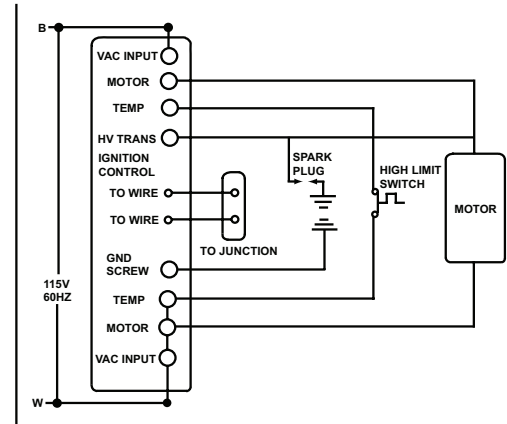 B
VAC INPUT
MOTOR
TEMP
HV TRANS
IGNITION
CONTROL
TO WIRE
TO WIRE
TO JUNCTION
SPARK
PLUG
HIGH LIMIT
SWITCH
MOTOR
GND
SCREW
115V
60HZ
TEMP
MOTOR
VAC INPUT
W